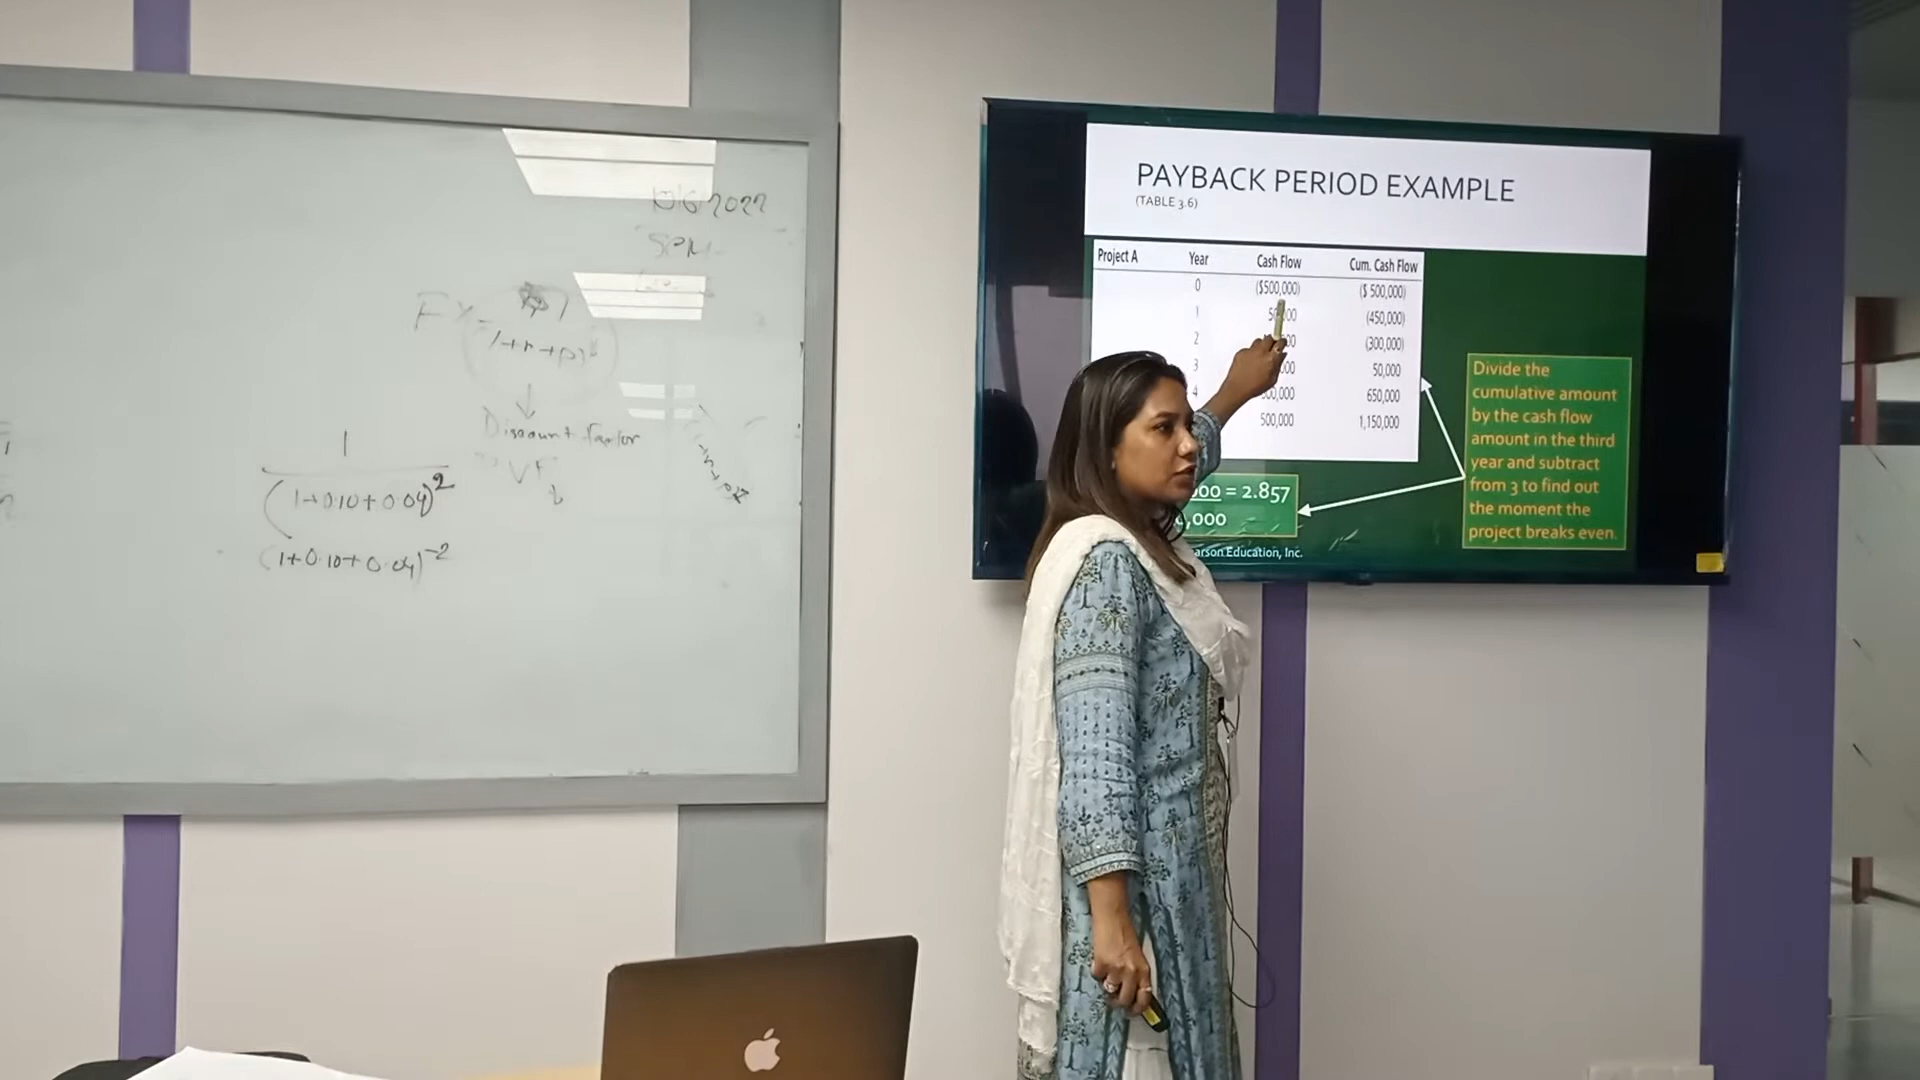 2022
SPM
F x
1+r+p
Discount factor
1
(1+0.10+0.04)^2
(1+0.10+0.04)^-2
PAYBACK PERIOD EXAMPLE
(TABLE 3.6)
Project A Year Cash Flow Cum. Cash Flow
0 ($500,000) ($ 500,000)
1 (450,000)
2 (300,000)
3 50,000
4 650,000
500,000 1,150,000
= 2.857
,000
Education, Inc.
Divide the
cumulative amount
by the cash flow
amount in the third
year and subtract
from 3 to find out
the moment the
project breaks even.